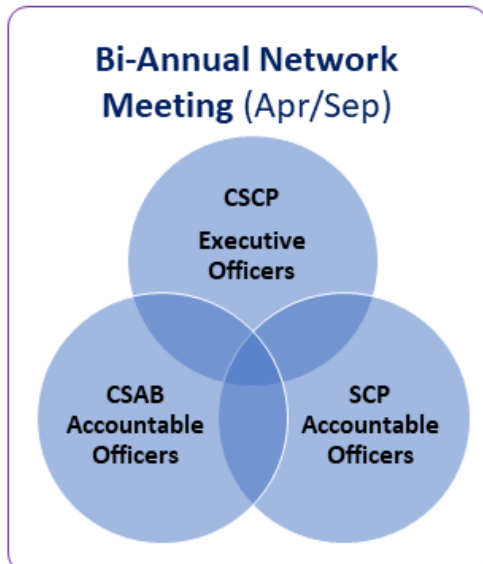 Bi-Annual Network
Meeting (Apr/Sep)
CSCP
Executive
Officers
CSAB
Accountable
Officers
SCP
Accountable
Officers